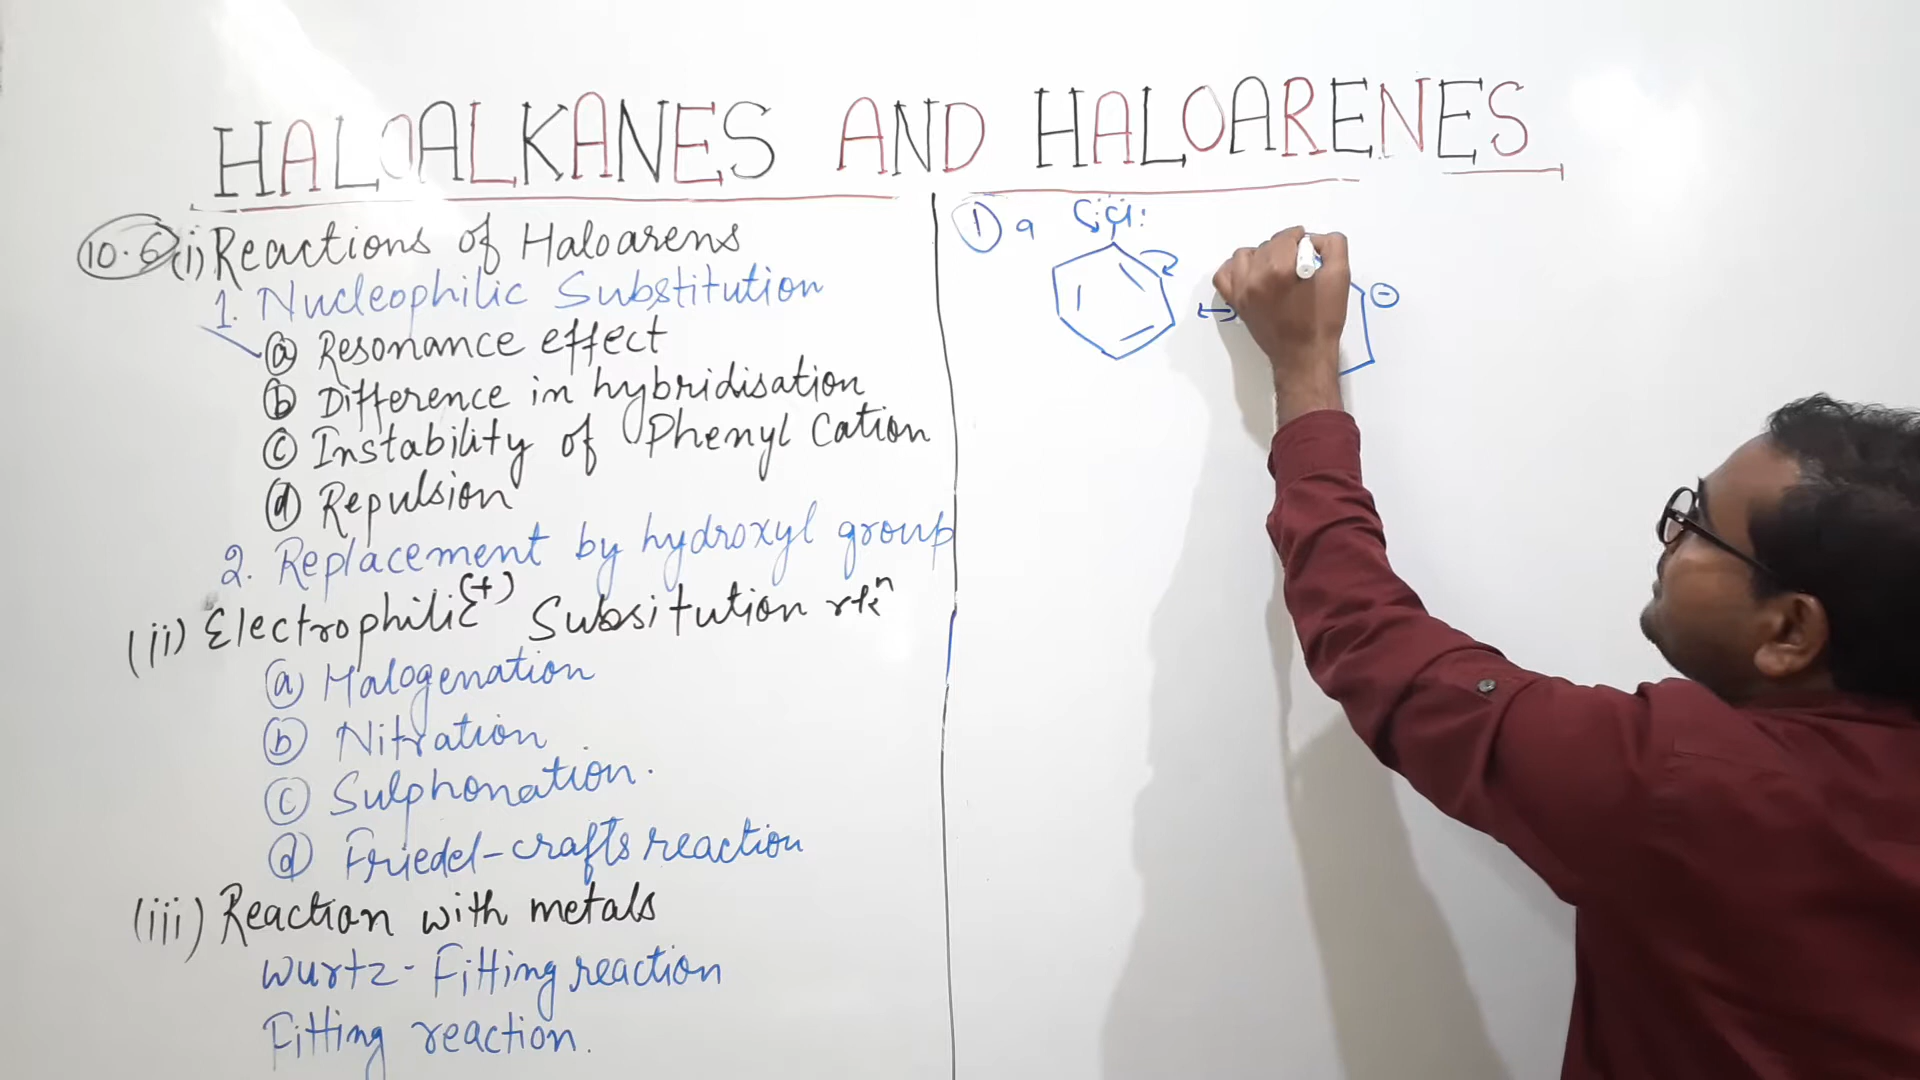 HALOALKANES AND HALOARENES
10.6 (i) Reactions of Haloarens
1. Nucleophilic Substitution
(a) Resonance effect
(b) Difference in hybridisation
(c) Instability of Phenyl Cation
(d) Repulsion
2. Replacement by hydroxyl group
(ii) Electrophilic(+) Subsitution rxn
(a) Halogenation
(b) Nitration
(c) Sulphonation.
(d) Friedel-crafts reaction
(iii) Reaction with metals
Wurtz-Fitting reaction
Fitting reaction.
1 a :Cl:
-